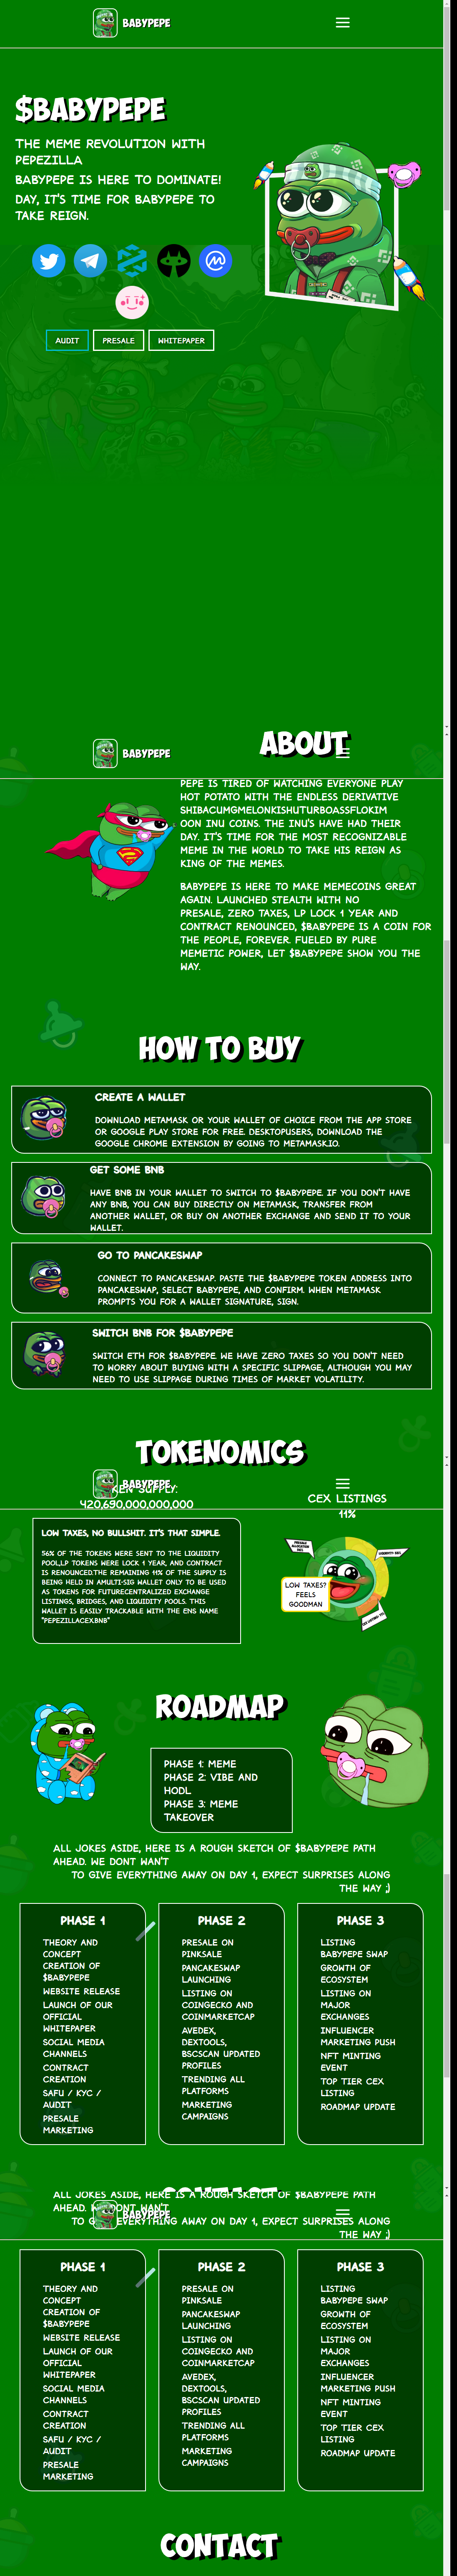 BABYPEPE
$BABYPEPE
THE MEME REVOLUTION WITH
PEPEZILLA
BABYPEPE IS HERE TO DOMINATE!
DAY, IT'S TIME FOR BABYPEPE TO
TAKE REIGN.
AUDIT
PRESALE
WHITEPAPER
ABOUT
BABYPEPE
PEPE IS TIRED OF WATCHING EVERYONE PLAY
HOT POTATO WITH THE ENDLESS DERIVATIVE
SHIBACUMGMELONKISHUTURBOASSFLOKIM
OON INU COINS. THE INU'S HAVE HAD THEIR
DAY. IT'S TIME FOR THE MOST RECOGNIZABLE
MEME IN THE WORLD TO TAKE HIS REIGN AS
KING OF THE MEMES.
BABYPEPE IS HERE TO MAKE MEMECOINS GREAT
AGAIN. LAUNCHED STEALTH WITH NO
PRESALE, ZERO TAXES, LP LOCK 1 YEAR AND
CONTRACT RENOUNCED, $BABYPEPE IS A COIN FOR
THE PEOPLE, FOREVER. FUELED BY PURE
MEMETIC POWER, LET $BABYPEPE SHOW YOU THE
WAY.
HOW TO BUY
CREATE A WALLET
DOWNLOAD METAMASK OR YOUR WALLET OF CHOICE FROM THE APP STORE
OR GOOGLE PLAY STORE FOR FREE. DESKTOPUSERS, DOWNLOAD THE
GOOGLE CHROME EXTENSION BY GOING TO METAMASK.IO.
GET SOME BNB
HAVE BNB IN YOUR WALLET TO SWITCH TO $BABYPEPE. IF YOU DON'T HAVE
ANY BNB, YOU CAN BUY DIRECTLY ON METAMASK, TRANSFER FROM
ANOTHER WALLET, OR BUY ON ANOTHER EXCHANGE AND SEND IT TO YOUR
WALLET.
GO TO PANCAKESWAP
CONNECT TO PANCAKESWAP. PASTE THE $BABYPEPE TOKEN ADDRESS INTO
PANCAKESWAP, SELECT BABYPEPE, AND CONFIRM. WHEN METAMASK
PROMPTS YOU FOR A WALLET SIGNATURE, SIGN.
SWITCH BNB FOR $BABYPEPE
SWITCH ETH FOR $BABYPEPE. WE HAVE ZERO TAXES SO YOU DON'T NEED
TO WORRY ABOUT BUYING WITH A SPECIFIC SLIPPAGE, ALTHOUGH YOU MAY
NEED TO USE SLIPPAGE DURING TIMES OF MARKET VOLATILITY.
TOKENOMICS
BABYPEPE
SUPPLY:
420,690,000,000,000
CEX LISTINGS
11%
LOW TAXES, NO BULLSHIT. IT'S THAT SIMPLE.
56% OF THE TOKENS WERE SENT TO THE LIQUIDITY
POOL,LP TOKENS WERE LOCK 1 YEAR, AND CONTRACT
IS RENOUNCED.THE REMAINING 11% OF THE SUPPLY IS
BEING HELD IN AMULTI-SIG WALLET ONLY TO BE USED
AS TOKENS FOR FUTURECENTRALIZED EXCHANGE
LISTINGS, BRIDGES, AND LIQUIDITY POOLS. THIS
WALLET IS EASILY TRACKABLE WITH THE ENS NAME
"PEPEZILLACEX.BNB"
LOW TAXES?
FEELS
GOODMAN
ROADMAP
PHASE 1: MEME
PHASE 2: VIBE AND
HODL
PHASE 3: MEME
TAKEOVER
ALL JOKES ASIDE, HERE IS A ROUGH SKETCH OF $BABYPEPE PATH
AHEAD. WE DONT WAN'T
TO GIVE EVERYTHING AWAY ON DAY 1, EXPECT SURPRISES ALONG
THE WAY ;)
PHASE 1
THEORY AND
CONCEPT
CREATION OF
$BABYPEPE
WEBSITE RELEASE
LAUNCH OF OUR
OFFICIAL
WHITEPAPER
SOCIAL MEDIA
CHANNELS
CONTRACT
CREATION
SAFU / KYC /
AUDIT
PRESALE
MARKETING
PHASE 2
PRESALE ON
PINKSALE
PANCAKESWAP
LAUNCHING
LISTING ON
COINGECKO AND
COINMARKETCAP
AVEDEX,
DEXTOOLS,
BSCSCAN UPDATED
PROFILES
TRENDING ALL
PLATFORMS
MARKETING
CAMPAIGNS
PHASE 3
LISTING
BABYPEPE SWAP
GROWTH OF
ECOSYSTEM
LISTING ON
MAJOR
EXCHANGES
INFLUENCER
MARKETING PUSH
NFT MINTING
EVENT
TOP TIER CEX
LISTING
ROADMAP UPDATE
ALL JOKES ASIDE, HERE IS A ROUGH SKETCH OF $BABYPEPE PATH
AHEAD. DONT WAN'T
BABYPEPE
TO G EVERYTHING AWAY ON DAY 1, EXPECT SURPRISES ALONG
THE WAY ;)
PHASE 1
THEORY AND
CONCEPT
CREATION OF
$BABYPEPE
WEBSITE RELEASE
LAUNCH OF OUR
OFFICIAL
WHITEPAPER
SOCIAL MEDIA
CHANNELS
CONTRACT
CREATION
SAFU / KYC /
AUDIT
PRESALE
MARKETING
PHASE 2
PRESALE ON
PINKSALE
PANCAKESWAP
LAUNCHING
LISTING ON
COINGECKO AND
COINMARKETCAP
AVEDEX,
DEXTOOLS,
BSCSCAN UPDATED
PROFILES
TRENDING ALL
PLATFORMS
MARKETING
CAMPAIGNS
PHASE 3
LISTING
BABYPEPE SWAP
GROWTH OF
ECOSYSTEM
LISTING ON
MAJOR
EXCHANGES
INFLUENCER
MARKETING PUSH
NFT MINTING
EVENT
TOP TIER CEX
LISTING
ROADMAP UPDATE
CONTACT